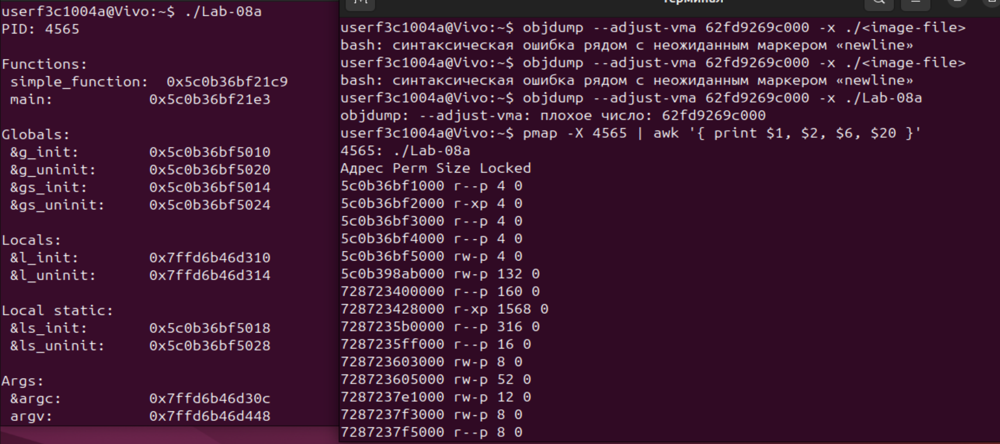 userf3c1004a@Vivo:~$ ./Lab-08a
PID: 4565
Functions:
simple_function: 0x5c0b36bf21c9
main: 0x5c0b36bf21e3
Globals:
&g_init: 0x5c0b36bf5010
&g_uninit: 0x5c0b36bf5020
&gs_init: 0x5c0b36bf5014
&gs_uninit: 0x5c0b36bf5024
Locals:
&l_init: 0x7ffd6b46d310
&l_uninit: 0x7ffd6b46d314
Local static:
&ls_init: 0x5c0b36bf5018
&ls_uninit: 0x5c0b36bf5028
Args:
&argc: 0x7ffd6b46d30c
argv: 0x7ffd6b46d448
Терминал
userf3c1004a@Vivo:~$ objdump --adjust-vma 62fd9269c000 -x ./<image-file>
bash: синтаксическая ошибка рядом с неожиданным маркером «newline»
userf3c1004a@Vivo:~$ objdump --adjust-vma 62fd9269c000 -x ./<image-file>
bash: синтаксическая ошибка рядом с неожиданным маркером «newline»
userf3c1004a@Vivo:~$ objdump --adjust-vma 62fd9269c000 -x ./Lab-08a
objdump: --adjust-vma: плохое число: 62fd9269c000
userf3c1004a@Vivo:~$ pmap -X 4565 | awk '{ print $1, $2, $6, $20 }'
4565: ./Lab-08a
Адрес Perm Size Locked
5c0b36bf1000 r--p 4 0
5c0b36bf2000 r-xp 4 0
5c0b36bf3000 r--p 4 0
5c0b36bf4000 r--p 4 0
5c0b36bf5000 rw-p 4 0
5c0b398ab000 rw-p 132 0
728723400000 r--p 160 0
728723428000 r-xp 1568 0
7287235b0000 r--p 316 0
7287235ff000 r--p 16 0
728723603000 rw-p 8 0
728723605000 rw-p 52 0
7287237e1000 rw-p 12 0
7287237f3000 rw-p 8 0
7287237f5000 r--p 8 0